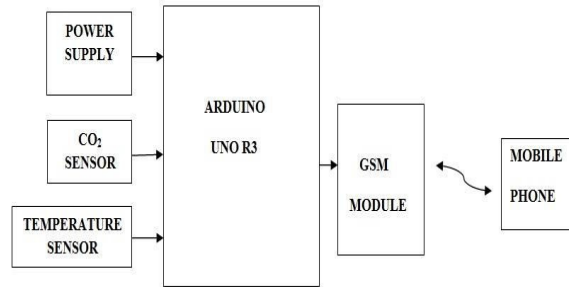 POWER
SUPPLY
ARDUINO
UNO R3
CO₂
SENSOR
TEMPERATURE
SENSOR
GSM
MODULE
MOBILE
PHONE